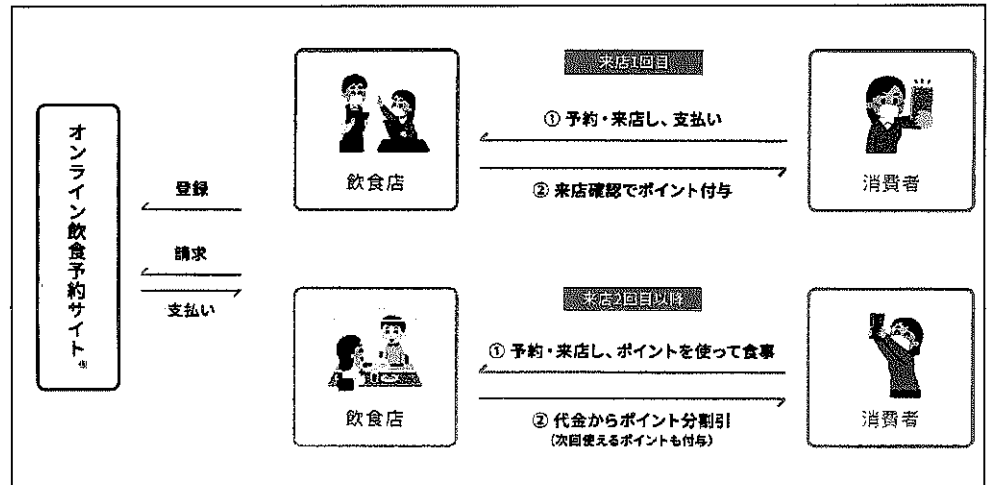 オンライン飲食予約サイト
登録
請求
支払い
飲食店
来店1回目
① 予約・来店し、支払い
② 来店確認でポイント付与
消費者
飲食店
来店2回目以降
① 予約・来店し、ポイントを使って食事
② 代金からポイント分割引
(次回使えるポイントも付与)
消費者